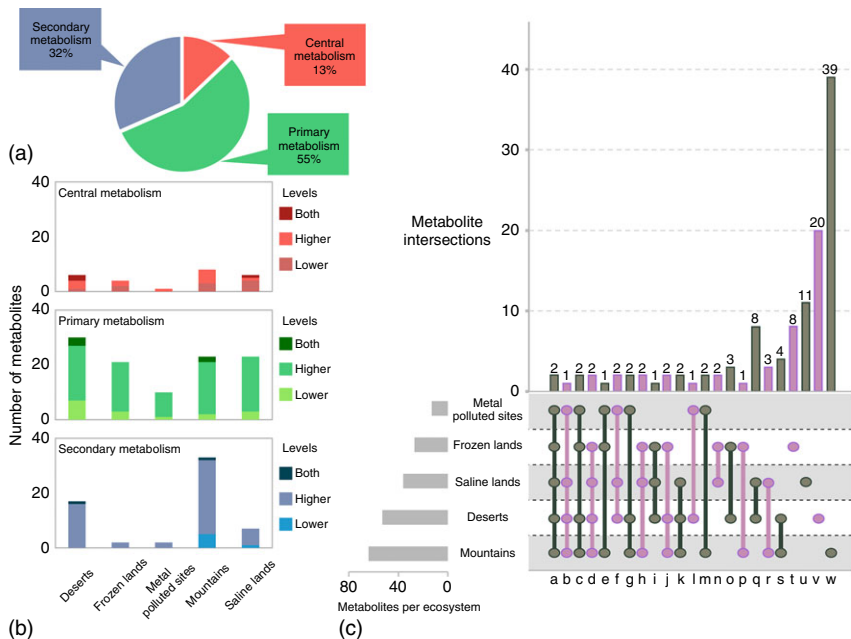 Secondary
metabolism
32%
Central
metabolism
13%
Primary
metabolism
55%
(a)
Number of metabolites
40
20
0
Central metabolism
Levels
Both
Higher
Lower
40
20
0
Primary metabolism
Levels
Both
Higher
Lower
40
20
0
Secondary metabolism
Levels
Both
Higher
Lower
Deserts
Frozen lands
Metal
polluted sites
Mountains
Saline lands
(b)
Metabolite
intersections
40
30
20
10
0
2 1 2 2 1 2 2 2 1 2 2 1 2 2 3 1 8 3 4 8 11 20 39
Metal
polluted sites
Frozen lands
Saline lands
Deserts
Mountains
80 40 0
Metabolites per ecosystem
a b c d e f g h i j k l m n o p q r s t u v w
(c)